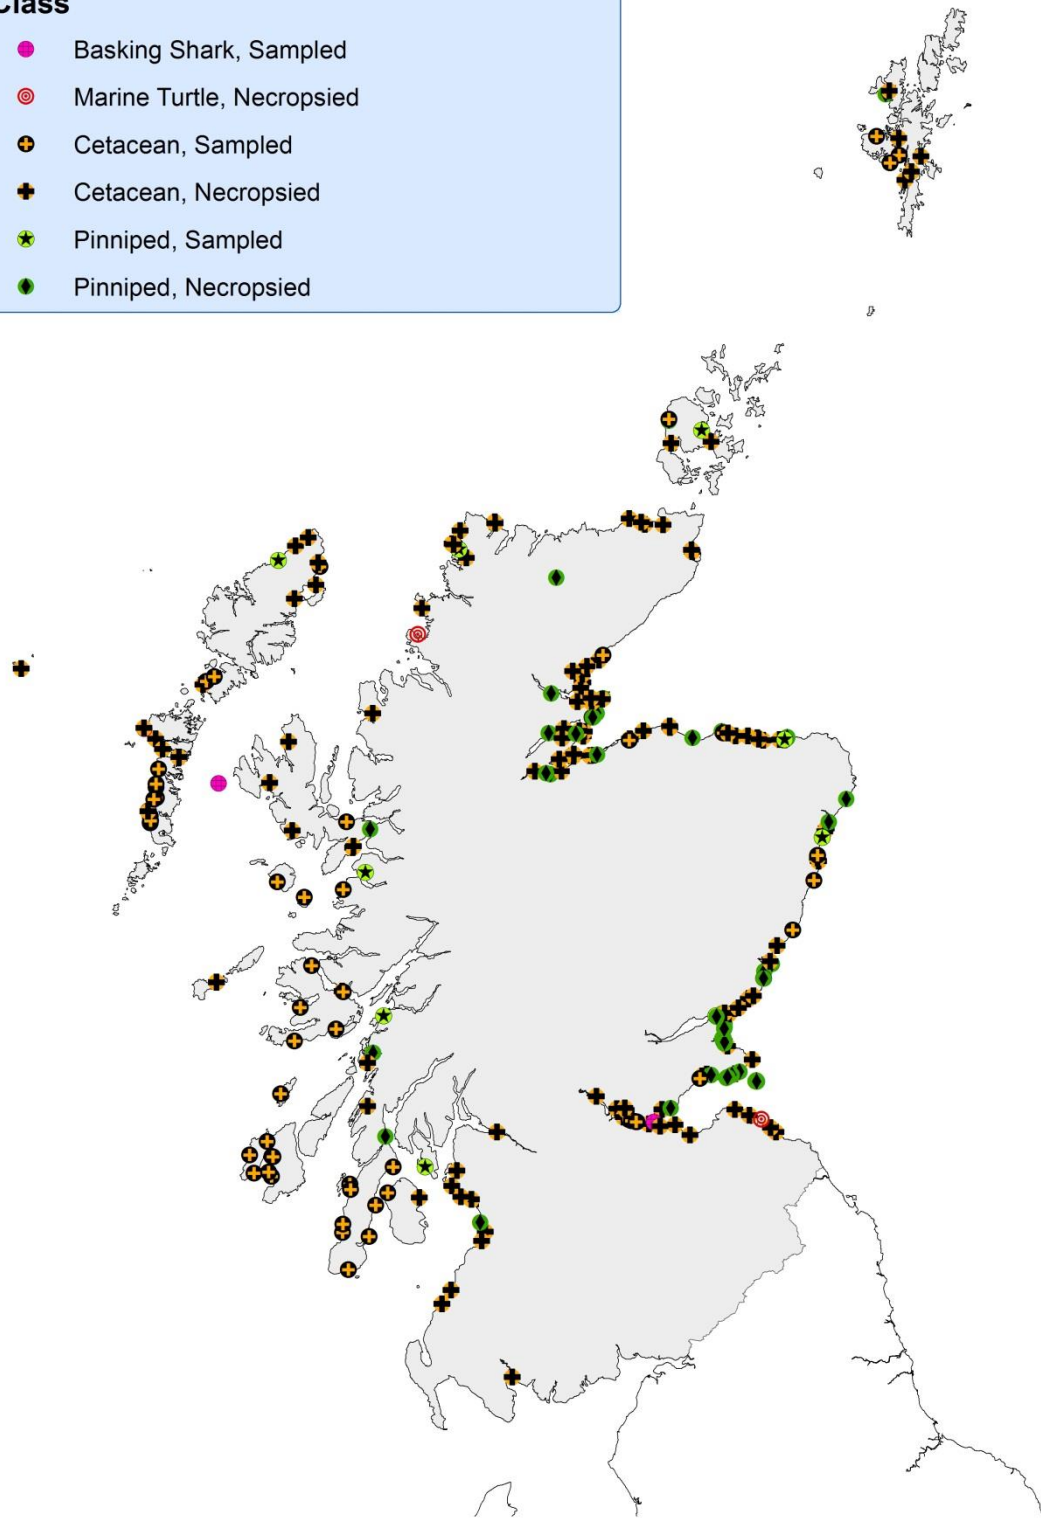 Class
Basking Shark, Sampled
Marine Turtle, Necropsied
Cetacean, Sampled
Cetacean, Necropsied
Pinniped, Sampled
Pinniped, Necropsied